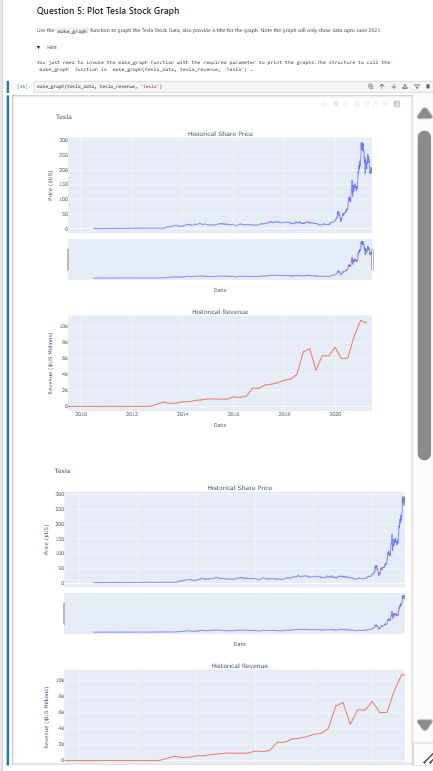 Question 5: Plot Tesla Stock Graph
Use the make_graph function to graph the Tesla Stock Data, also provide a title for the graph. Note the graph will only show data upto June 2021.
Hint
You just need to invoke the make_graph function with the required parameter to print the graphs.The structure to call the
`make_graph` function is `make_graph(tesla_data, tesla_revenue, 'Tesla')`.
make_graph(tesla_data, tesla_revenue, 'Tesla')
Tesla
Historical Share Price
300
250
200
150
100
50
0
Price ($US)
Date
Historical Revenue
10k
8k
6k
4k
2k
0
Revenue ($US Millions)
2010 2012 2014 2016 2018 2020
Date
Tesla
Historical Share Price
300
250
200
150
100
50
0
Price ($US)
Date
Historical Revenue
10k
8k
6k
4k
2k
0
Revenue ($US Millions)